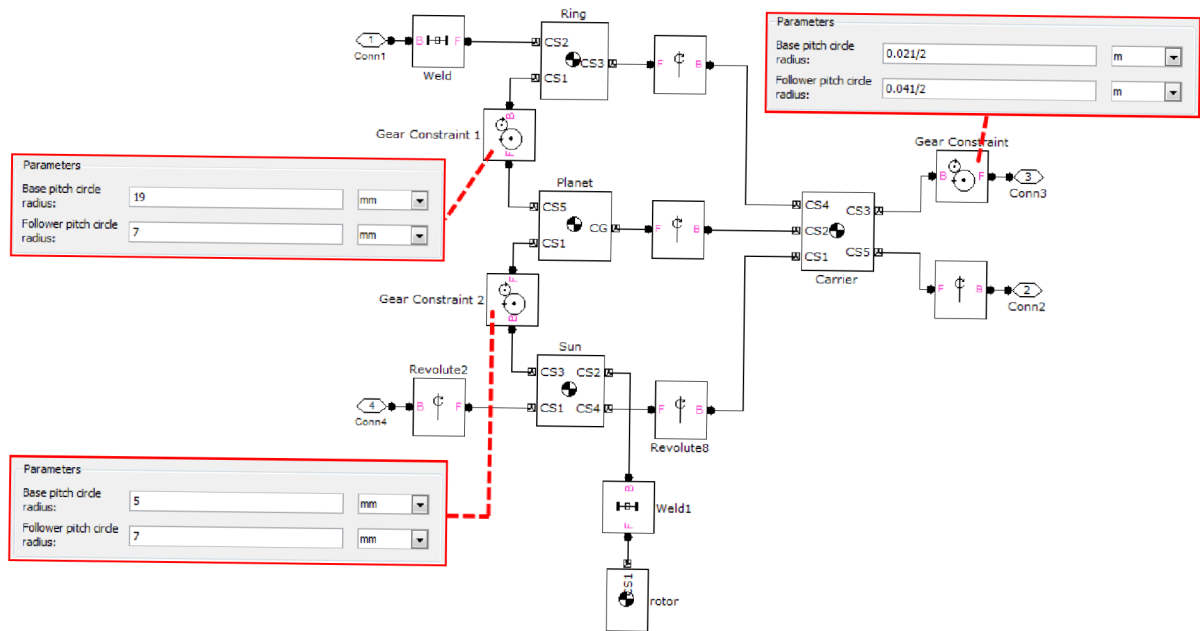 Ring
1
Conn1
B F
Weld
CS2
CS1
CS3
F B
Parameters
Base pitch circle
radius:
0.021/2
m
Follower pitch circle
radius:
0.041/2
m
Gear Constraint 1
B
F
Gear Constraint
B F
3
Conn3
Parameters
Base pitch circle
radius:
19
mm
Follower pitch circle
radius:
7
mm
Planet
CS5
CS1
CG
F B
CS4
CS2
CS1
CS3
CS5
Carrier
F B
2
Conn2
Gear Constraint 2
F
B
Sun
CS3
CS1
CS2
CS4
Revolute2
B F
4
Conn4
F B
Revolute8
Parameters
Base pitch circle
radius:
5
mm
Follower pitch circle
radius:
7
mm
B
F
Weld1
CS1
rotor